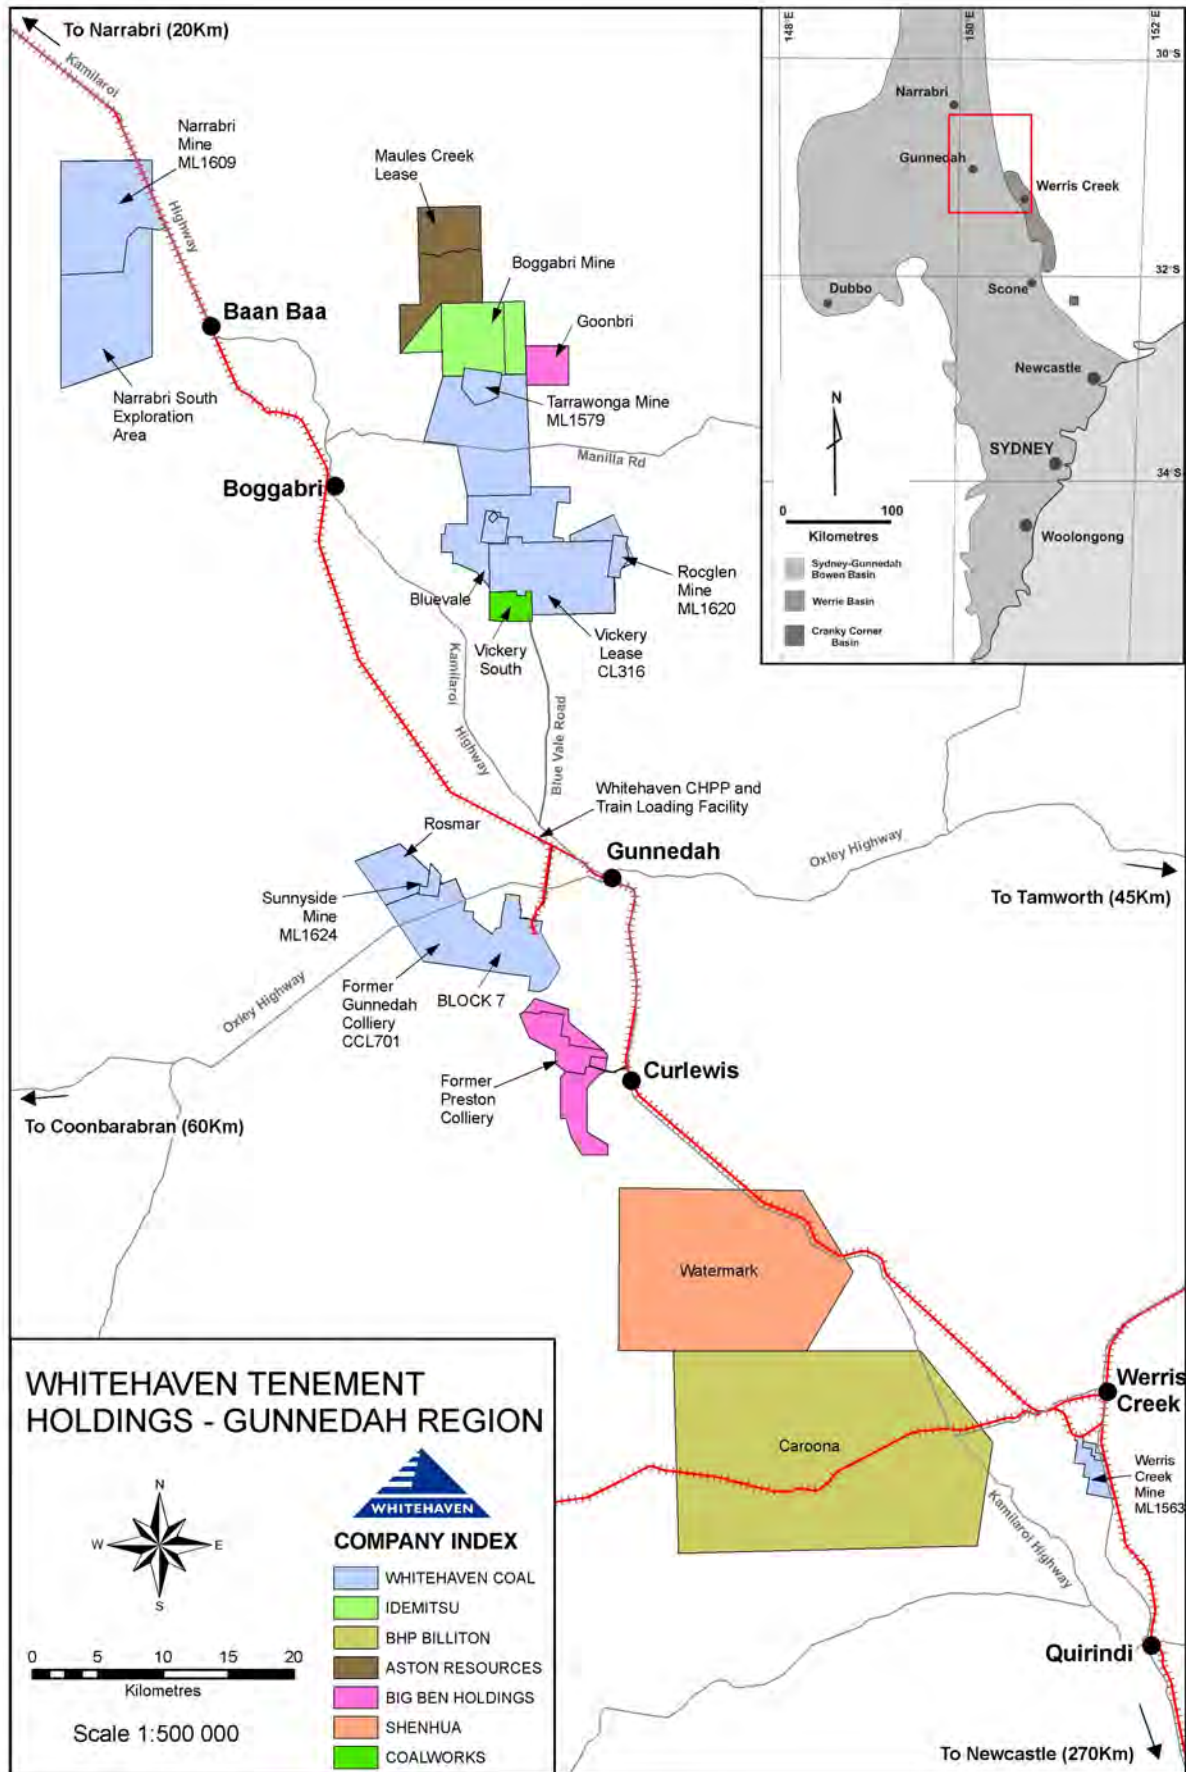 To Narrabri (20Km)
Kamilaroi
Highway
Narrabri
Mine
ML1609
Maules Creek
Lease
Boggabri Mine
Goonbri
Baan Baa
Narrabri South
Exploration
Area
Tarrawonga Mine
ML1579
Manilla Rd
Boggabri
Bluevale
Rocglen
Mine
ML1620
Vickery
South
Vickery
Lease
CL316
Kamilaroi
Highway
Blue Vale Road
Whitehaven CHPP and
Train Loading Facility
Rosmar
Gunnedah
Oxley Highway
To Tamworth (45Km)
Sunnyside
Mine
ML1624
Former
Gunnedah
Colliery
CCL701
BLOCK 7
Oxley Highway
Former
Preston
Colliery
Curlewis
To Coonbarabran (60Km)
Watermark
Caroona
Werris
Creek
Werris
Creek
Mine
ML1563
Kamilaroi Highway
Quirindi
To Newcastle (270Km)
148°E
150°E
152°E
30°S
Narrabri
Gunnedah
Werris Creek
32°S
Dubbo
Scone
Newcastle
N
SYDNEY
34°S
0 100
Kilometres
Woolongong
Sydney-Gunnedah
Bowen Basin
Werrie Basin
Cranky Corner
Basin
WHITEHAVEN TENEMENT
HOLDINGS - GUNNEDAH REGION
N
W E
S
0 5 10 15 20
Kilometres
Scale 1:500 000
WHITEHAVEN
COMPANY INDEX
WHITEHAVEN COAL
IDEMITSU
BHP BILLITON
ASTON RESOURCES
BIG BEN HOLDINGS
SHENHUA
COALWORKS